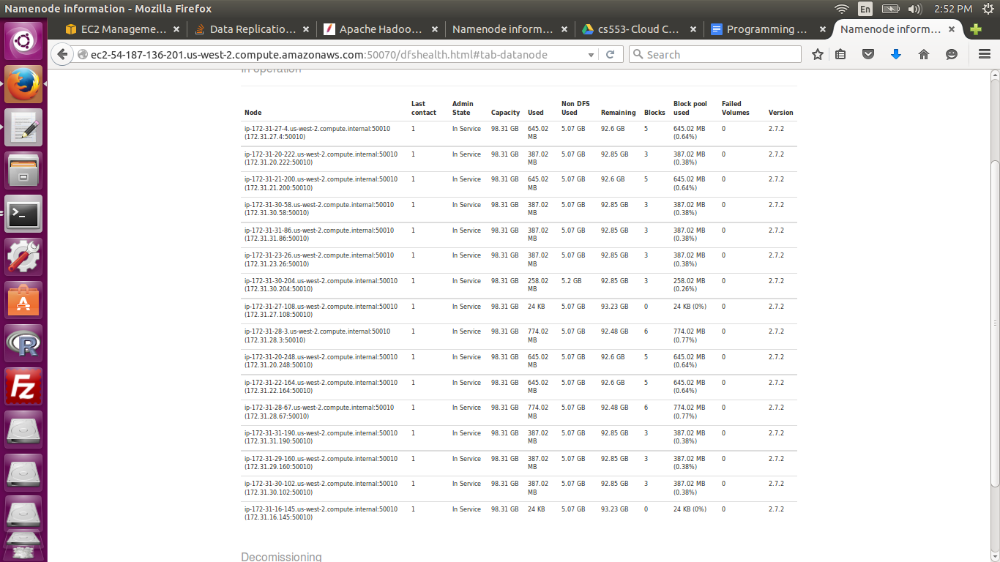 Namenode information - Mozilla Firefox
En
2:52 PM
EC2 Manageme...
Data Replicatio...
Apache Hadoo...
Namenode inform...
cs553- Cloud C...
Programming ...
Namenode inform...
ec2-54-187-136-201.us-west-2.compute.amazonaws.com:50070/dfshealth.html#tab-datanode
Search
In operation
Node Last contact Admin State Capacity Used Non DFS Used Remaining Blocks Block pool used Failed Volumes Version
ip-172-31-27-4.us-west-2.compute.internal:50010 1 In Service 98.31 GB 645.02 5.07 GB 92.6 GB 5 645.02 MB 0 2.7.2
(172.31.27.4:50010) MB (0.64%)
ip-172-31-20-222.us-west-2.compute.internal:50010 1 In Service 98.31 GB 387.02 5.07 GB 92.85 GB 3 387.02 MB 0 2.7.2
(172.31.20.222:50010) MB (0.38%)
ip-172-31-21-200.us-west-2.compute.internal:50010 1 In Service 98.31 GB 645.02 5.07 GB 92.6 GB 5 645.02 MB 0 2.7.2
(172.31.21.200:50010) MB (0.64%)
ip-172-31-30-58.us-west-2.compute.internal:50010 1 In Service 98.31 GB 387.02 5.07 GB 92.85 GB 3 387.02 MB 0 2.7.2
(172.31.30.58:50010) MB (0.38%)
ip-172-31-31-86.us-west-2.compute.internal:50010 1 In Service 98.31 GB 387.02 5.07 GB 92.85 GB 3 387.02 MB 0 2.7.2
(172.31.31.86:50010) MB (0.38%)
ip-172-31-23-26.us-west-2.compute.internal:50010 1 In Service 98.31 GB 387.02 5.07 GB 92.85 GB 3 387.02 MB 0 2.7.2
(172.31.23.26:50010) MB (0.38%)
ip-172-31-30-204.us-west-2.compute.internal:50010 1 In Service 98.31 GB 258.02 5.2 GB 92.85 GB 3 258.02 MB 0 2.7.2
(172.31.30.204:50010) MB (0.26%)
ip-172-31-27-108.us-west-2.compute.internal:50010 1 In Service 98.31 GB 24 KB 5.07 GB 93.23 GB 0 24 KB (0%) 0 2.7.2
(172.31.27.108:50010)
ip-172-31-28-3.us-west-2.compute.internal:50010 1 In Service 98.31 GB 774.02 5.07 GB 92.48 GB 6 774.02 MB 0 2.7.2
(172.31.28.3:50010) MB (0.77%)
ip-172-31-20-248.us-west-2.compute.internal:50010 1 In Service 98.31 GB 645.02 5.07 GB 92.6 GB 5 645.02 MB 0 2.7.2
(172.31.20.248:50010) MB (0.64%)
ip-172-31-22-164.us-west-2.compute.internal:50010 1 In Service 98.31 GB 645.02 5.07 GB 92.6 GB 5 645.02 MB 0 2.7.2
(172.31.22.164:50010) MB (0.64%)
ip-172-31-28-67.us-west-2.compute.internal:50010 1 In Service 98.31 GB 774.02 5.07 GB 92.48 GB 6 774.02 MB 0 2.7.2
(172.31.28.67:50010) MB (0.77%)
ip-172-31-31-190.us-west-2.compute.internal:50010 1 In Service 98.31 GB 387.02 5.07 GB 92.85 GB 3 387.02 MB 0 2.7.2
(172.31.31.190:50010) MB (0.38%)
ip-172-31-29-160.us-west-2.compute.internal:50010 1 In Service 98.31 GB 387.02 5.07 GB 92.85 GB 3 387.02 MB 0 2.7.2
(172.31.29.160:50010) MB (0.38%)
ip-172-31-30-102.us-west-2.compute.internal:50010 1 In Service 98.31 GB 387.02 5.07 GB 92.85 GB 3 387.02 MB 0 2.7.2
(172.31.30.102:50010) MB (0.38%)
ip-172-31-16-145.us-west-2.compute.internal:50010 1 In Service 98.31 GB 24 KB 5.07 GB 93.23 GB 0 24 KB (0%) 0 2.7.2
(172.31.16.145:50010)
Decomissioning